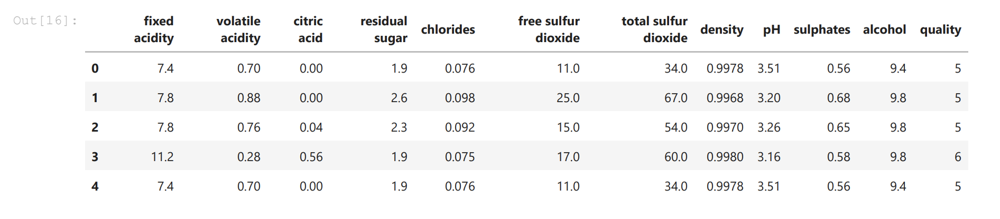 Out[16]:
fixed acidity volatile acidity citric acid residual sugar chlorides free sulfur dioxide total sulfur dioxide density pH sulphates alcohol quality
0 7.4 0.70 0.00 1.9 0.076 11.0 34.0 0.9978 3.51 0.56 9.4 5
1 7.8 0.88 0.00 2.6 0.098 25.0 67.0 0.9968 3.20 0.68 9.8 5
2 7.8 0.76 0.04 2.3 0.092 15.0 54.0 0.9970 3.26 0.65 9.8 5
3 11.2 0.28 0.56 1.9 0.075 17.0 60.0 0.9980 3.16 0.58 9.8 6
4 7.4 0.70 0.00 1.9 0.076 11.0 34.0 0.9978 3.51 0.56 9.4 5